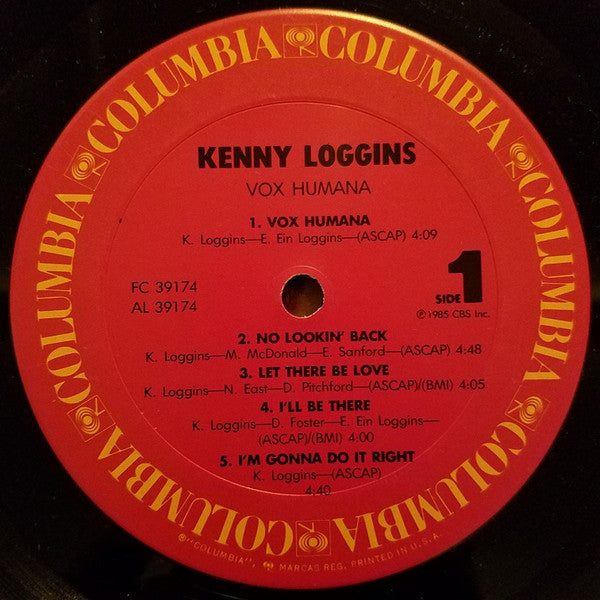 COLUMBIA COLUMBIA COLUMBIA COLUMBIA COLUMBIA COLUMBIA
KENNY LOGGINS
VOX HUMANA
1. VOX HUMANA
K. Loggins—E. Ein Loggins—(ASCAP) 4:09
FC 39174
AL 39174
SIDE 1
℗ 1985 CBS Inc.
2. NO LOOKIN' BACK
K. Loggins—M. McDonald—E. Sanford—(ASCAP) 4:48
3. LET THERE BE LOVE
K. Loggins—N. East—D. Pitchford—(ASCAP)/(BMI) 4:05
4. I'LL BE THERE
K. Loggins—D. Foster—E. Ein Loggins—
(ASCAP)/(BMI) 4:00
5. I'M GONNA DO IT RIGHT
K. Loggins—(ASCAP)
4:40
®"COLUMBIA", MARCAS REG. PRINTED IN U.S.A.